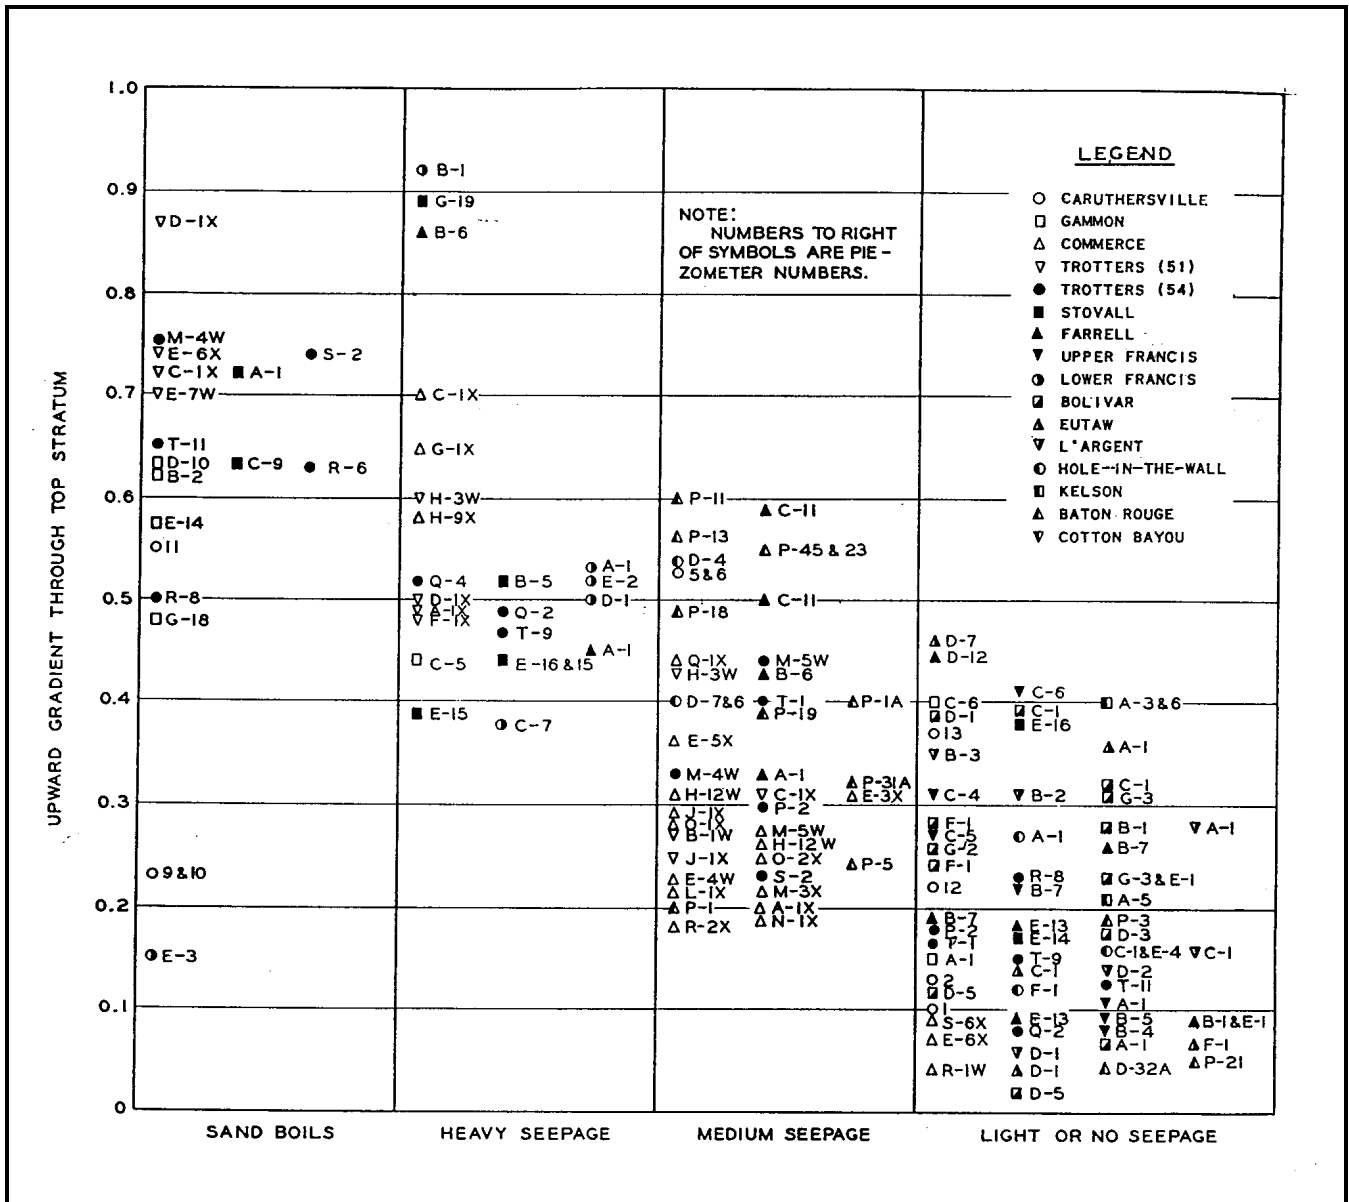 1.0
0.9
0.8
0.7
0.6
0.5
0.4
0.3
0.2
0.1
0
UPWARD GRADIENT THROUGH TOP STRATUM
D-1X
M-4W
E-6X
S-2
C-1X
A-1
E-7W
T-11
D-10
C-9
R-6
B-2
E-14
11
R-8
G-18
9&10
E-3
SAND BOILS
B-1
G-19
B-6
C-1X
G-1X
H-3W
H-9X
A-1
Q-4
B-5
E-2
D-1X
D-1
A-1X
Q-2
F-1X
T-9
A-1
C-5
E-16&15
E-15
C-7
HEAVY SEEPAGE
NOTE:
NUMBERS TO RIGHT
OF SYMBOLS ARE PIE-
ZOMETER NUMBERS.
P-11
C-11
P-13
P-45 & 23
D-4
5&6
C-11
P-18
Q-1X
M-5W
H-3W
B-6
D-7&6
T-1
P-1A
P-19
E-5X
M-4W
A-1
P-31A
H-12W
C-1X
E-3X
P-2
J-1X
O-1X
M-5W
B-1W
H-12W
J-1X
O-2X
P-5
E-4W
S-2
L-1X
M-3X
P-1
A-1X
R-2X
N-1X
MEDIUM SEEPAGE
LEGEND
CARUTHERSVILLE
GAMMON
COMMERCE
TROTTERS (51)
TROTTERS (54)
STOVALL
FARRELL
UPPER FRANCIS
LOWER FRANCIS
BOLIVAR
EUTAW
L'ARGENT
HOLE-IN-THE-WALL
KELSON
BATON ROUGE
COTTON BAYOU
D-7
D-12
C-6
C-6
C-1
A-3&6
D-1
E-16
13
B-3
A-1
C-1
C-4
B-2
G-3
F-1
B-1
A-1
C-5
A-1
G-2
B-7
F-1
R-8
G-3&E-1
12
B-7
A-5
B-7
E-13
P-3
P-2
E-14
D-3
T-1
C-1&E-4
C-1
A-1
T-9
C-1
D-2
2
T-11
D-5
F-1
A-1
1
S-6X
E-13
B-5
B-1&E-1
Q-2
B-4
E-6X
A-1
F-1
D-1
P-21
R-1W
D-1
D-32A
D-5
LIGHT OR NO SEEPAGE